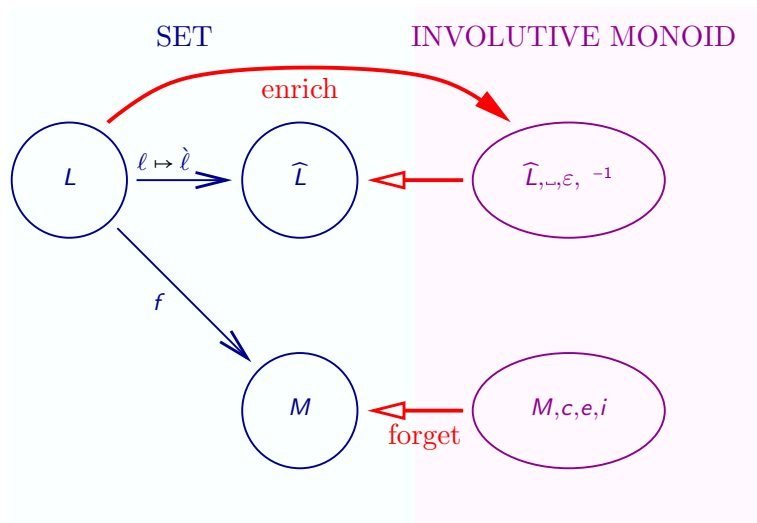 SET INVOLUTIVE MONOID
enrich
ℓ ↦ ℓ̀
L L̂ L̂,␣,ε, ⁻¹
f
M M,c,e,i
forget